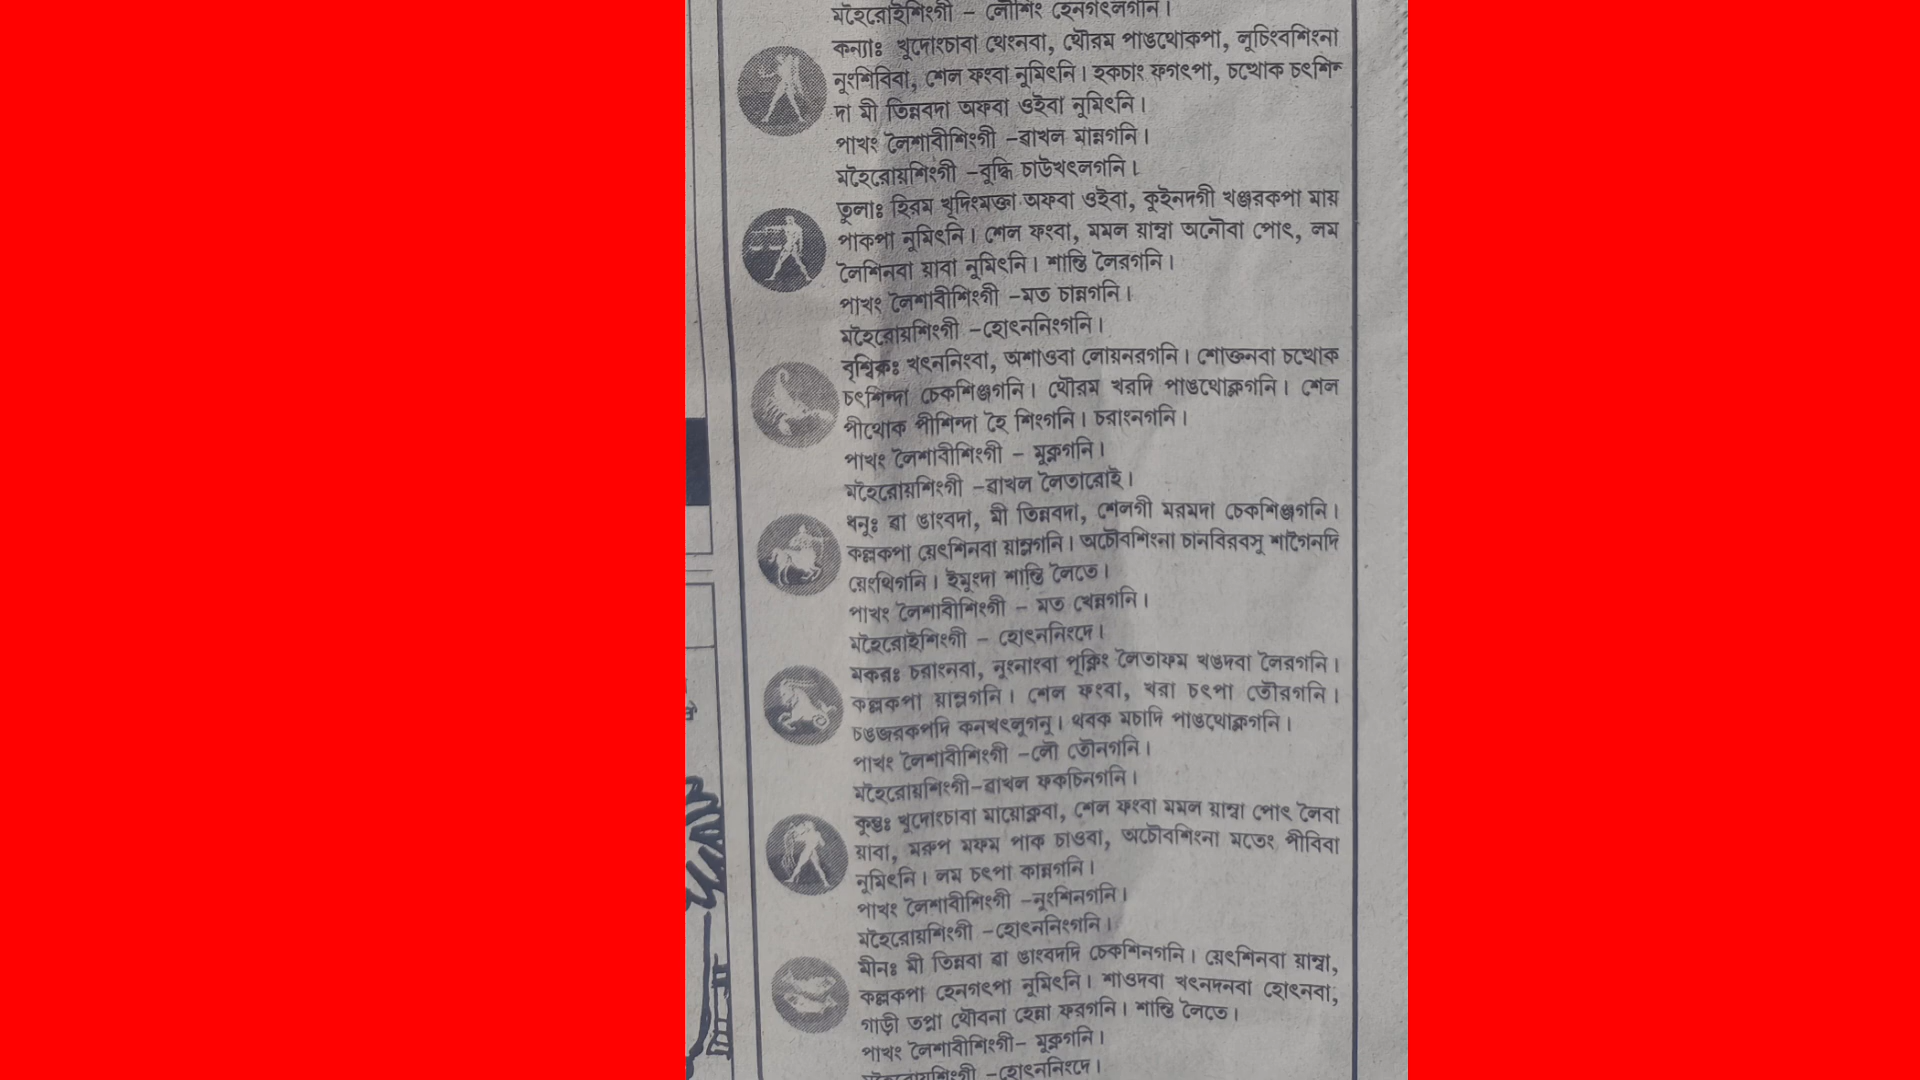 মহৈরোইশিংগী – লৌশিং হেনগৎলগনি।
কন্যাঃ খুদোংচাবা থেংনবা, থৌরম পাঙথোকপা, লুচিংবশিংনা
নুংশিবিবা, শেল ফংবা নুমিৎনি। হকচাং ফগৎপা, চৎথোক চৎশিন-
দা মী তিন্নবদা অফবা ওইবা নুমিৎনি।
পাখং লৈশাবীশিংগী –ৱাখল মান্নগনি।
মহৈরোয়শিংগী –বুদ্ধি চাউখৎলগনি।
তুলাঃ হিরম খুদিংমক্তা অফবা ওইবা, কুইনদগী খঞ্জরকপা মায়
পাকপা নুমিৎনি। শেল ফংবা, মমল য়াম্বা অনৌবা পোৎ, লম
লৈশিনবা য়াবা নুমিৎনি। শান্তি লৈরগনি।
পাখং লৈশাবীশিংগী –মত চান্নগনি।
মহৈরোয়শিংগী –হোৎননিংগনি।
বৃশ্বিকঃ খৎননিংবা, অশাওবা লোয়নরগনি। শোক্তনবা চৎথোক
চৎশিন্দা চেকশিঞ্জগনি। থৌরম খরদি পাঙথোক্লগনি। শেল
পীথোক পীশিন্দা হৈ শিংগনি। চরাংনগনি।
পাখং লৈশাবীশিংগী – মুক্লগনি।
মহৈরোয়শিংগী –ৱাখল লৈতারোই।
ধনুঃ ৱা ঙাংবদা, মী তিন্নবদা, শেলগী মরমদা চেকশিঞ্জগনি।
কল্লকপা য়েৎশিনবা য়াম্লগনি। অচৌবশিংনা চানবিরবসু শাগৈনদি
য়েংথিগনি। ইমুংদা শান্তি লৈতে।
পাখং লৈশাবীশিংগী – মত খেন্নগনি।
মহৈরোইশিংগী – হোৎননিংদে।
মকরঃ চরাংনবা, নুংনাংবা পুক্নিং লৈতাফম খঙদবা লৈরগনি।
কল্লকপা য়াম্লগনি। শেল ফংবা, খরা চৎপা তৌরগনি।
চঙজরকপদি কনখৎলুগনু। থবক মচাদি পাঙথোক্লগনি।
পাখং লৈশাবীশিংগী –লৌ তৌনগনি।
মহৈরোয়শিংগী–ৱাখল ফকচিনগনি।
কুম্ভঃ খুদোংচাবা মায়োক্নবা, শেল ফংবা মমল য়াম্বা পোৎ লৈবা
য়াবা, মরুপ মফম পাক চাওবা, অচৌবশিংনা মতেং পীবিবা
নুমিৎনি। লম চৎপা কান্নগনি।
পাখং লৈশাবীশিংগী –নুংশিনগনি।
মহৈরোয়শিংগী –হোৎননিংগনি।
মীনঃ মী তিন্নবা ৱা ঙাংবদদি চেকশিনগনি। য়েৎশিনবা য়াম্বা,
কল্লকপা হেনগৎপা নুমিৎনি। শাওদবা খৎনদনবা হোৎনবা,
গাড়ী তপ্না থৌবনা হেন্না ফরগনি। শান্তি লৈতে।
পাখং লৈশাবীশিংগী– মুক্লগনি।
মহৈরোয়শিংগী –হোৎননিংদে।